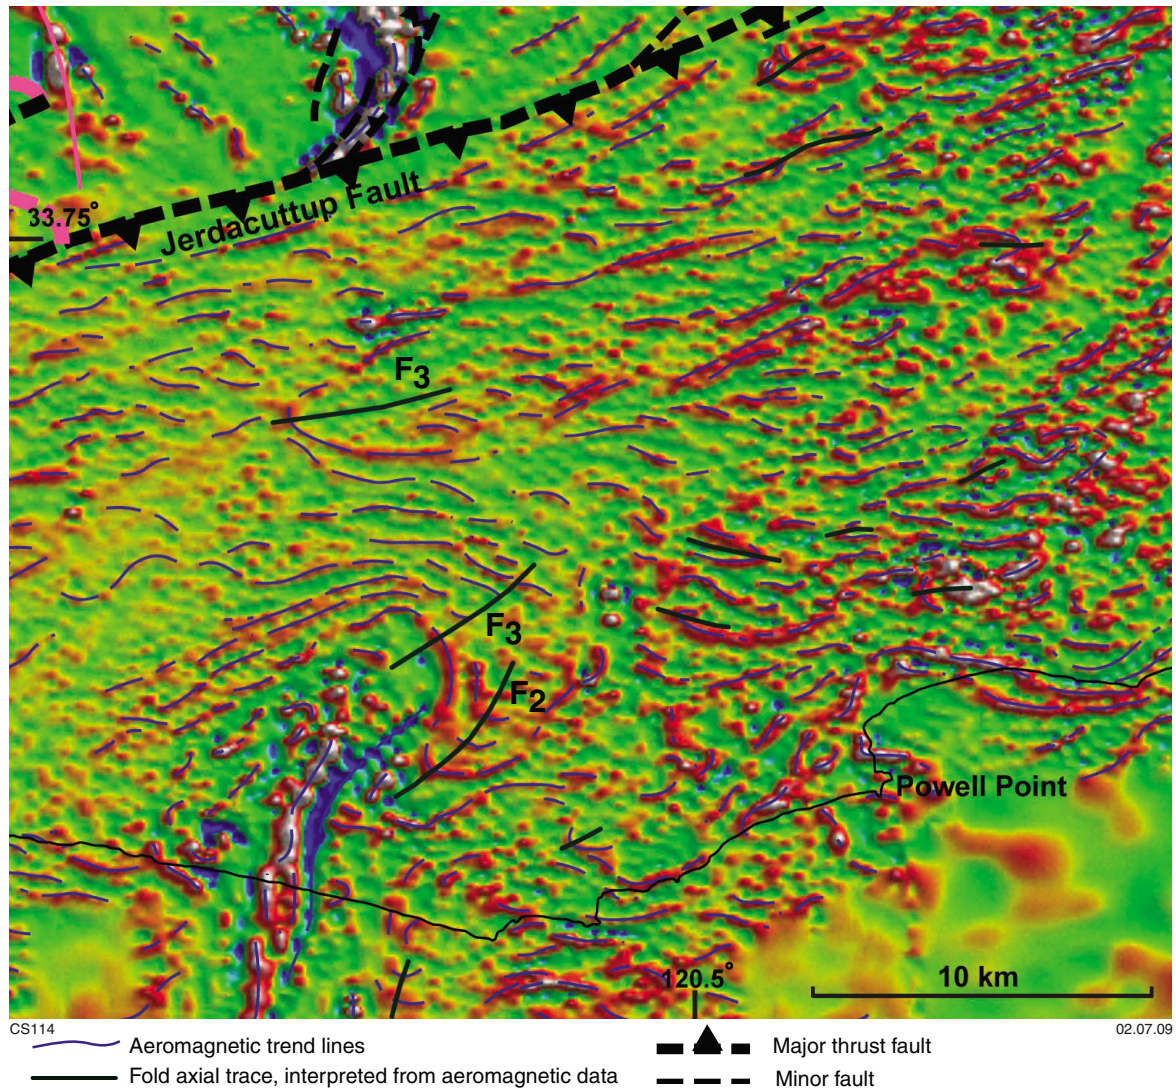 33.75°
Jerdacuttup Fault
F3
F3
F2
Powell Point
120.5°
10 km
CS114
02.07.09
Aeromagnetic trend lines
Major thrust fault
Fold axial trace, interpreted from aeromagnetic data
Minor fault